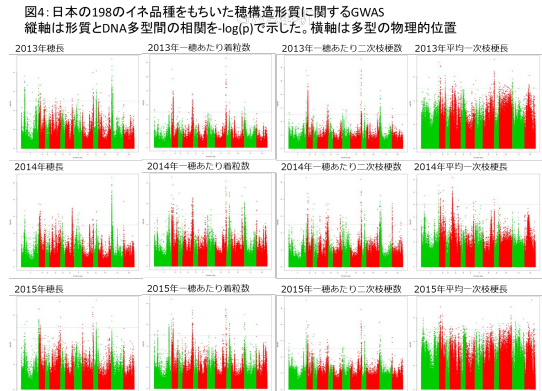 図4：日本の198のイネ品種をもちいた穂構造形質に関するGWAS
縦軸は形質とDNA多型間の相関を-log(p)で示した。横軸は多型の物理的位置
2013年穂長
2013年一穂あたり着粒数
2013年一穂あたり二次枝梗数
2013年平均一次枝梗長
2014年穂長
2014年一穂あたり着粒数
2014年一穂あたり二次枝梗数
2014年平均一次枝梗長
2015年穂長
2015年一穂あたり着粒数
2015年一穂あたり二次枝梗数
2015年平均一次枝梗長